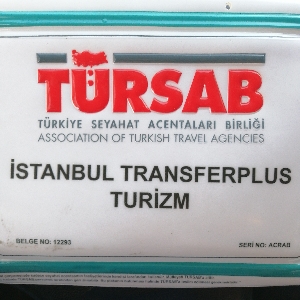 TÜRSAB
TÜRKİYE SEYAHAT ACENTALARI BİRLİĞİ
ASSOCIATION OF TURKISH TRAVEL AGENCIES
İSTANBUL TRANSFERPLUS
TURİZM
BELGE NO: 12293 SERİ NO: ACRAB